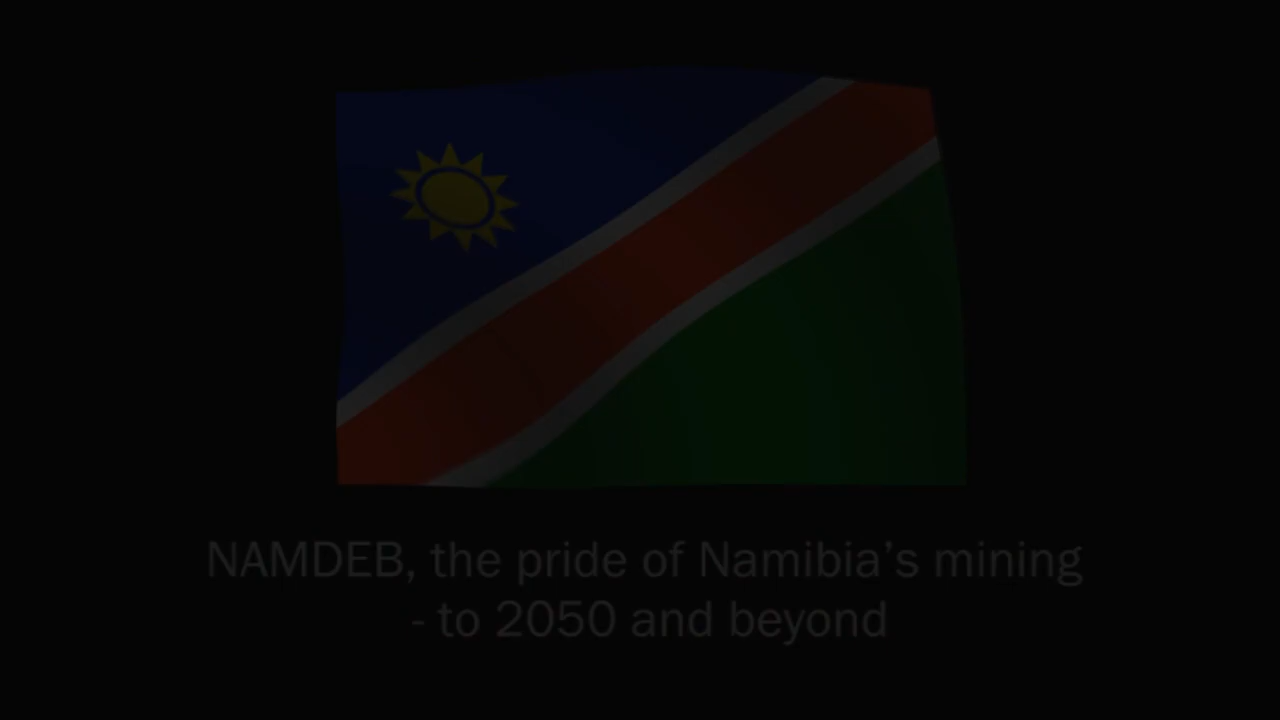 NAMDEB, the pride of Namibia’s mining
- to 2050 and beyond